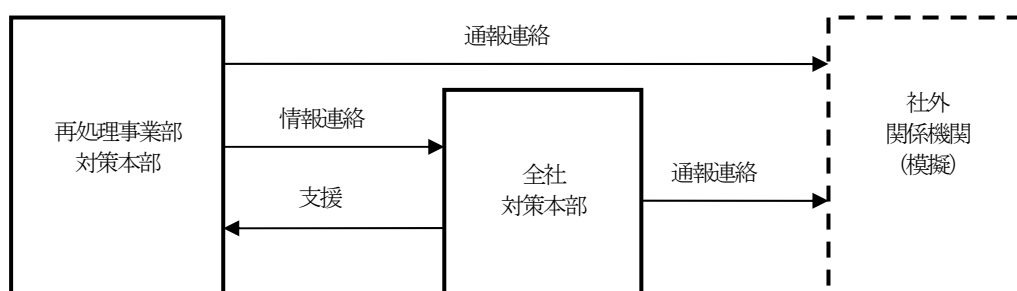 通報連絡
再処理事業部
対策本部
情報連絡
支援
全社
対策本部
通報連絡
社外
関係機関
(模擬)